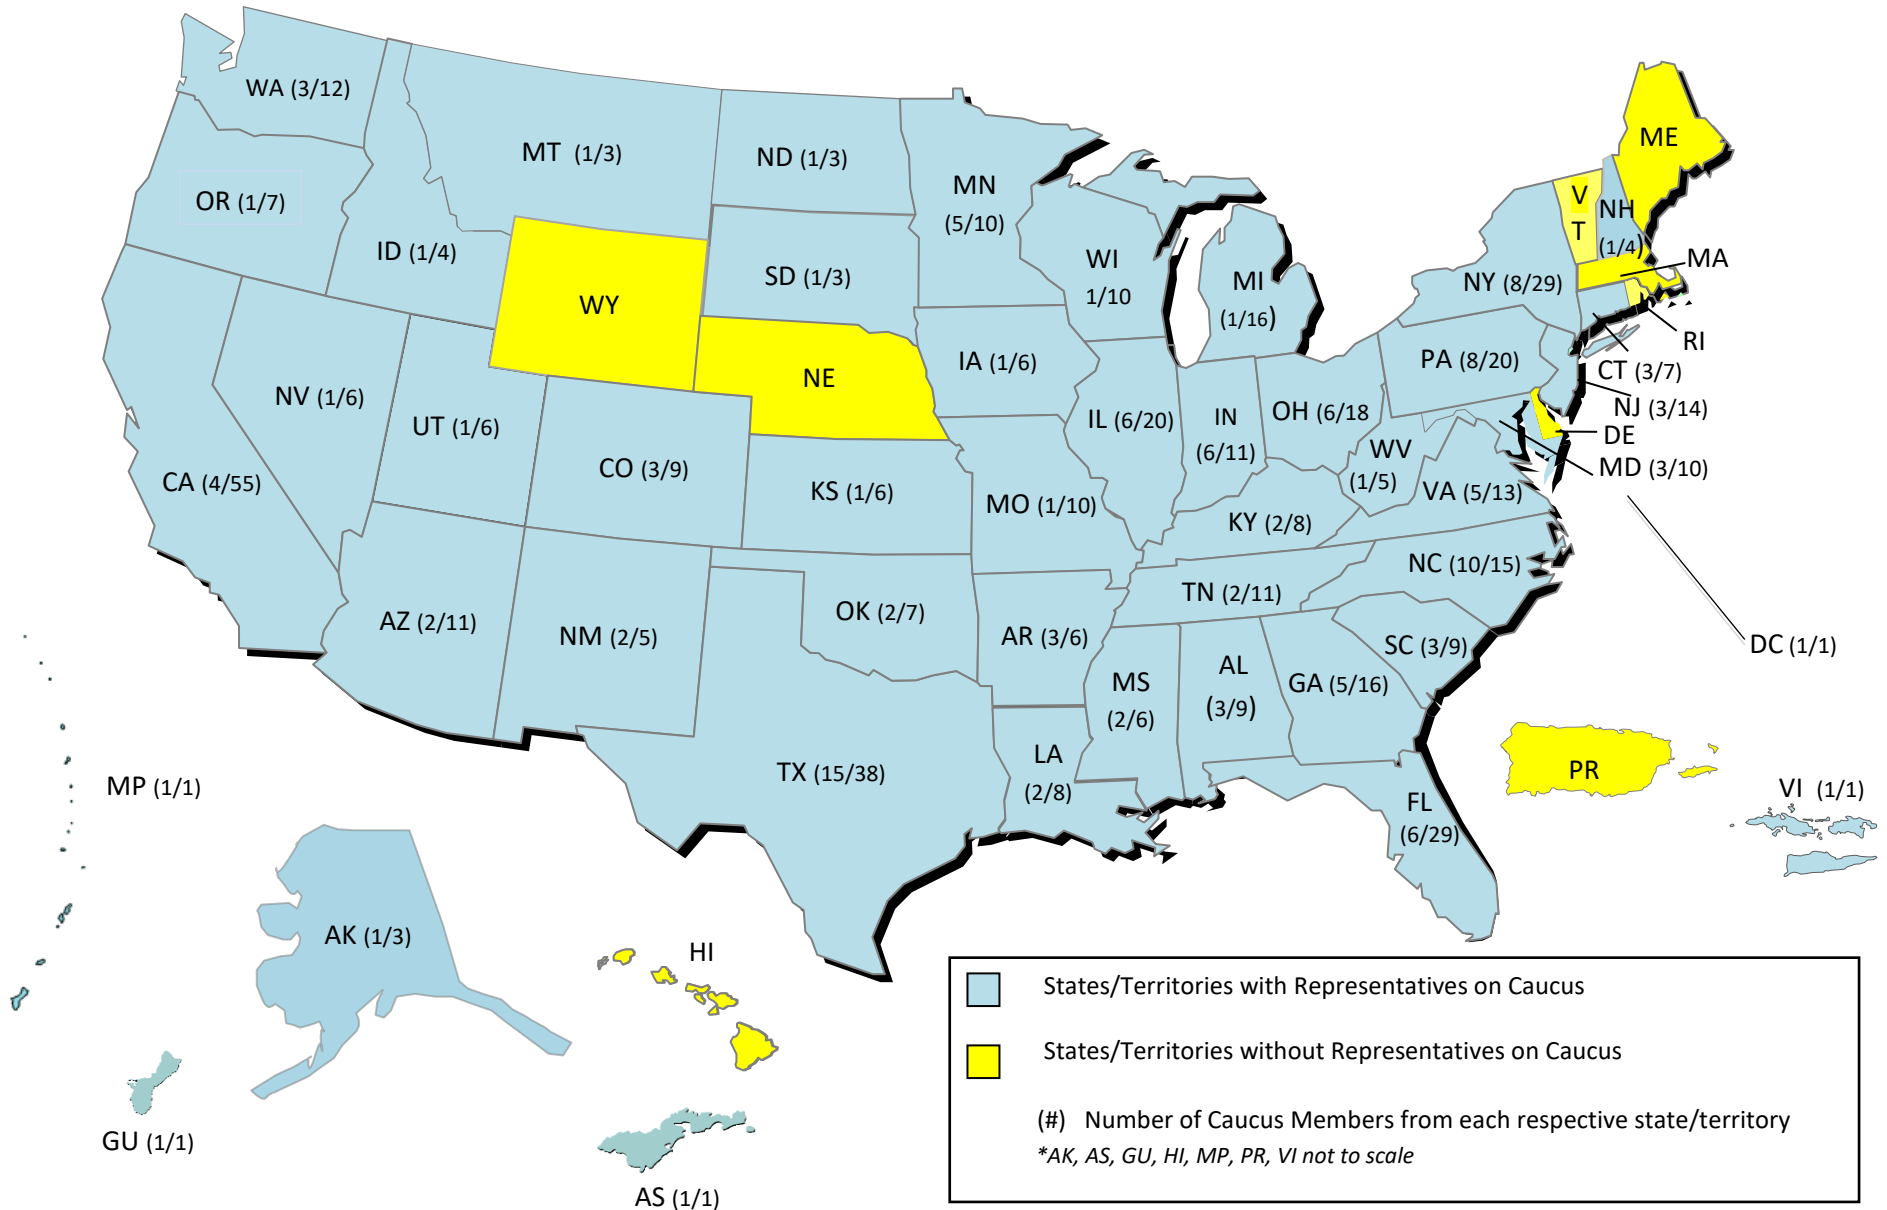 WA (3/12)
OR (1/7)
MT (1/3)
ID (1/4)
ND (1/3)
SD (1/3)
WY
NE
MN
(5/10)
WI
1/10
MI
(1/16)
IA (1/6)
NV (1/6)
UT (1/6)
CO (3/9)
KS (1/6)
CA (4/55)
MO (1/10)
IL (6/20)
IN
(6/11)
OH (6/18
KY (2/8)
WV
(1/5)
VA (5/13)
PA (8/20)
NY (8/29)
V
T
NH
(1/4)
ME
MA
RI
CT (3/7)
NJ (3/14)
DE
MD (3/10)
DC (1/1)
NC (10/15)
TN (2/11)
SC (3/9)
AZ (2/11)
NM (2/5)
OK (2/7)
AR (3/6)
MS
(2/6)
AL
(3/9)
GA (5/16)
LA
(2/8)
TX (15/38)
FL
(6/29)
PR
VI (1/1)
MP (1/1)
AK (1/3)
HI
GU (1/1)
AS (1/1)
States/Territories with Representatives on Caucus
States/Territories without Representatives on Caucus
(#) Number of Caucus Members from each respective state/territory
*AK, AS, GU, HI, MP, PR, VI not to scale